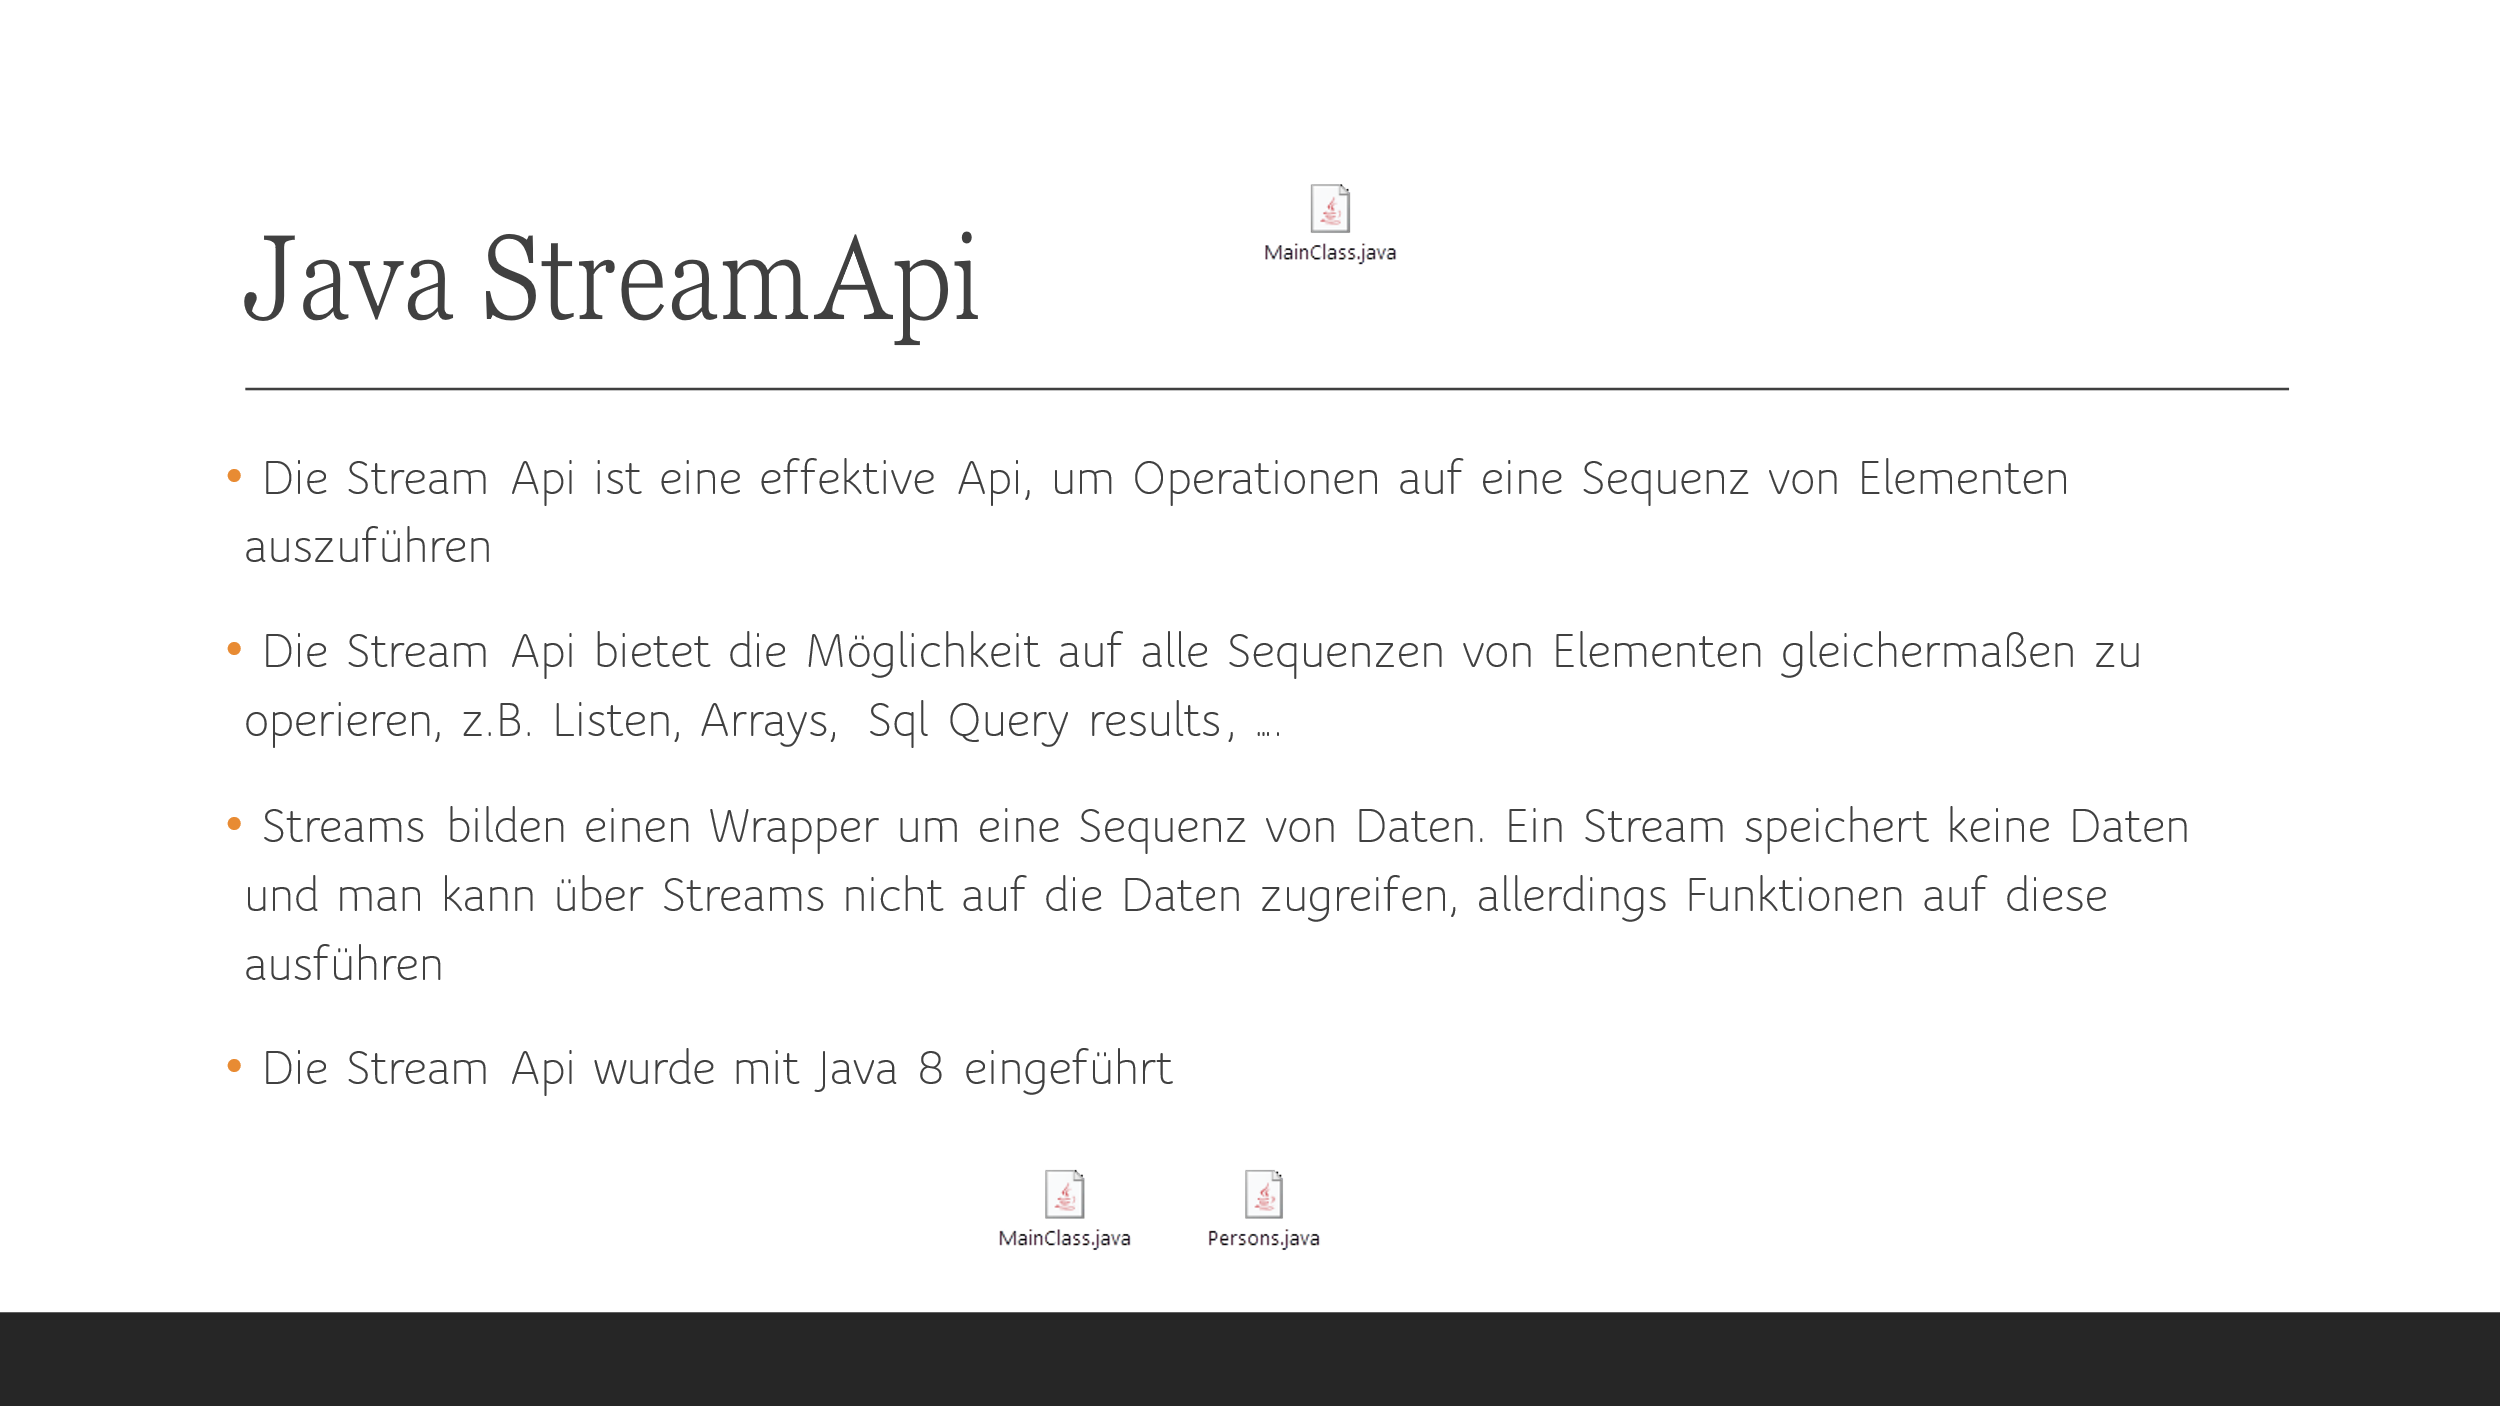 MainClass.java
Java StreamApi
• Die Stream Api ist eine effektive Api, um Operationen auf eine Sequenz von Elementen
auszuführen
• Die Stream Api bietet die Möglichkeit auf alle Sequenzen von Elementen gleichermaßen zu
operieren, z.B. Listen, Arrays, Sql Query results, …
• Streams bilden einen Wrapper um eine Sequenz von Daten. Ein Stream speichert keine Daten
und man kann über Streams nicht auf die Daten zugreifen, allerdings Funktionen auf diese
ausführen
• Die Stream Api wurde mit Java 8 eingeführt
MainClass.java Persons.java